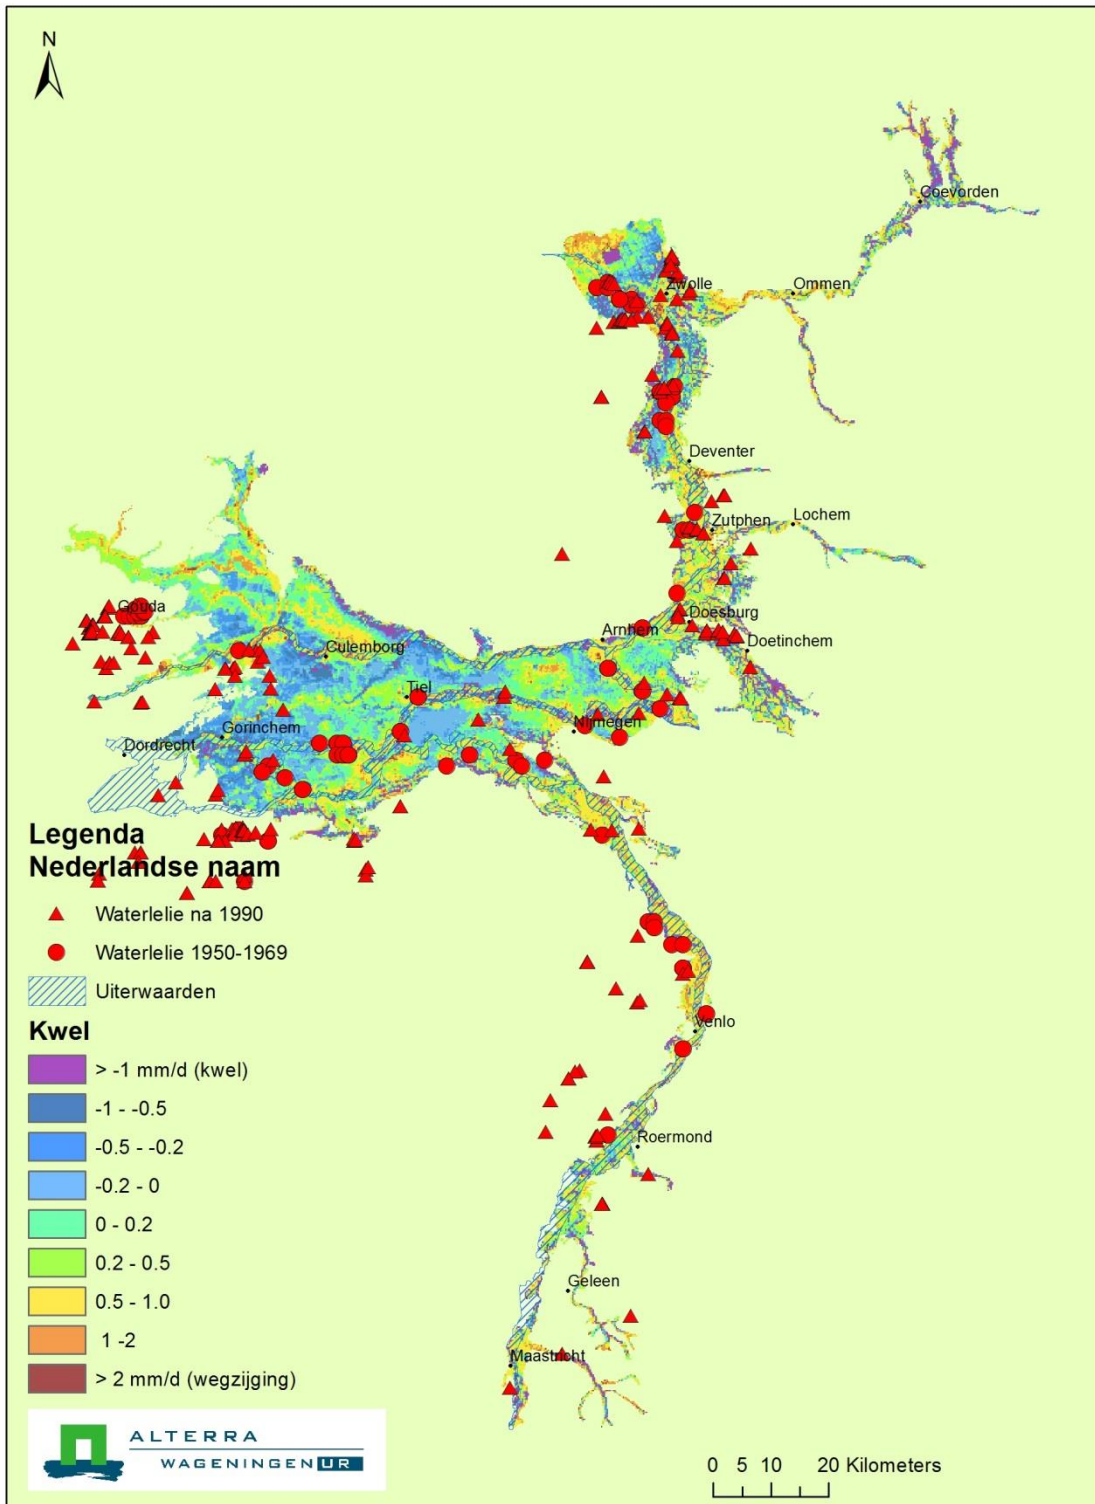 N
Coevorden
Zwolle
Ommen
Deventer
Zutphen
Lochem
Gouda
Doesburg
Arnhem
Doetinchem
Culemborg
Tiel
Gorinchem
Nijmegen
Dordrecht
Legenda
Nederlandse naam
Waterlelie na 1990
Waterlelie 1950-1969
Uiterwaarden
Kwel
> -1 mm/d (kwel)
-1 - -0.5
-0.5 - -0.2
-0.2 - 0
0 - 0.2
0.2 - 0.5
0.5 - 1.0
1 -2
> 2 mm/d (wegzijging)
Venlo
Roermond
Geleen
Maastricht
ALTERRA
WAGENINGEN UR
0 5 10 20 Kilometers